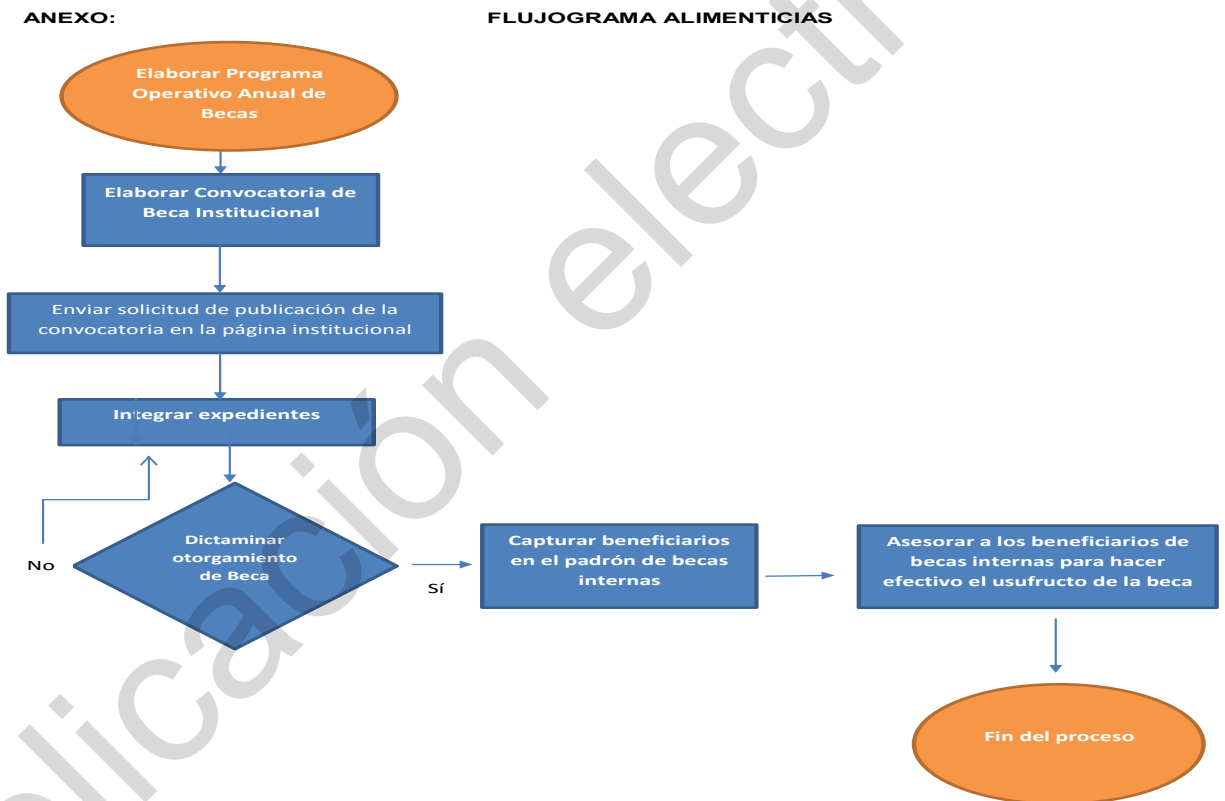 ANEXO:
FLUJOGRAMA ALIMENTICIAS
Elaborar Programa
Operativo Anual de
Becas
Elaborar Convocatoria de
Beca Institucional
Enviar solicitud de publicación de la
convocatoria en la página institucional
Integrar expedientes
Dictaminar
otorgamiento
de Beca
No
Sí
Capturar beneficiarios
en el padrón de becas
internas
Asesorar a los beneficiarios de
becas internas para hacer
efectivo el usufructo de la beca
Fin del proceso